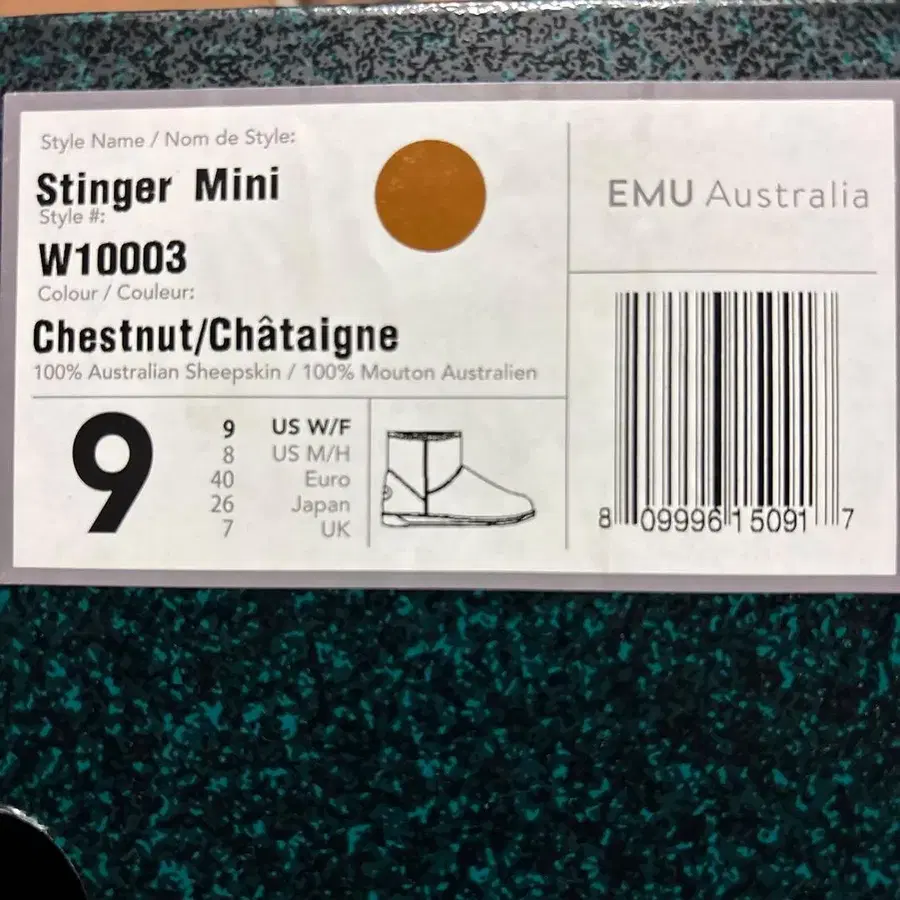 Style Name / Nom de Style:
Stinger Mini
Style #:
W10003
Colour / Couleur:
Chestnut/Châtaigne
100% Australian Sheepskin / 100% Mouton Australien
9
9 US W/F
8 US M/H
40 Euro
26 Japan
7 UK
EMU Australia
8 09996 15091 7